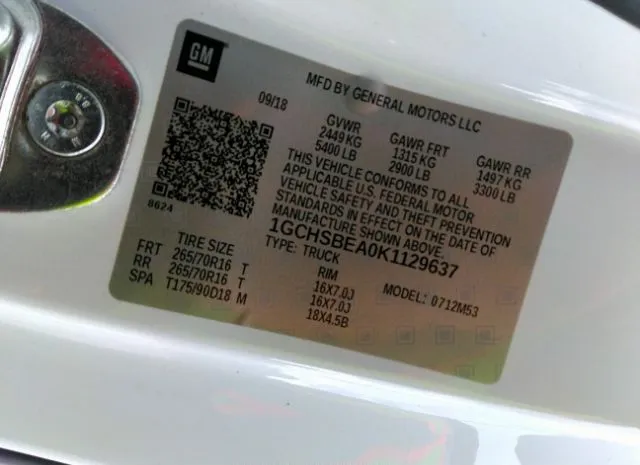 GM
MFD BY GENERAL MOTORS LLC
09/18
GVWR GAWR FRT GAWR RR
2449 KG 1315 KG 1497 KG
5400 LB 2900 LB 3300 LB
THIS VEHICLE CONFORMS TO ALL
APPLICABLE U.S. FEDERAL MOTOR
VEHICLE SAFETY AND THEFT PREVENTION
STANDARDS IN EFFECT ON THE DATE OF
MANUFACTURE SHOWN ABOVE.
8624
1GCHSBEA0K1129637
TYPE: TRUCK
MODEL: 0712M53
TIRE SIZE RIM
FRT 265/70R16 T 16X7.0J
RR 265/70R16 T 16X7.0J
SPA T175/90D18 M 18X4.5B